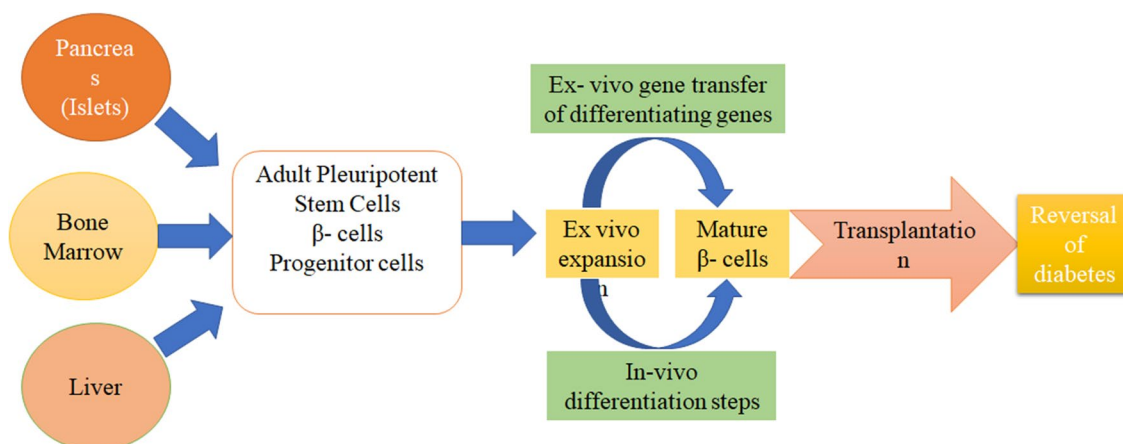 Pancrea
s
(Islets)
Bone
Marrow
Liver
Adult Pleuripotent
Stem Cells
β- cells
Progenitor cells
Ex- vivo gene transfer
of differentiating genes
Ex vivo
expansio
n
Mature
β- cells
In-vivo
differentiation steps
Transplantatio
n
Reversal
of
diabetes